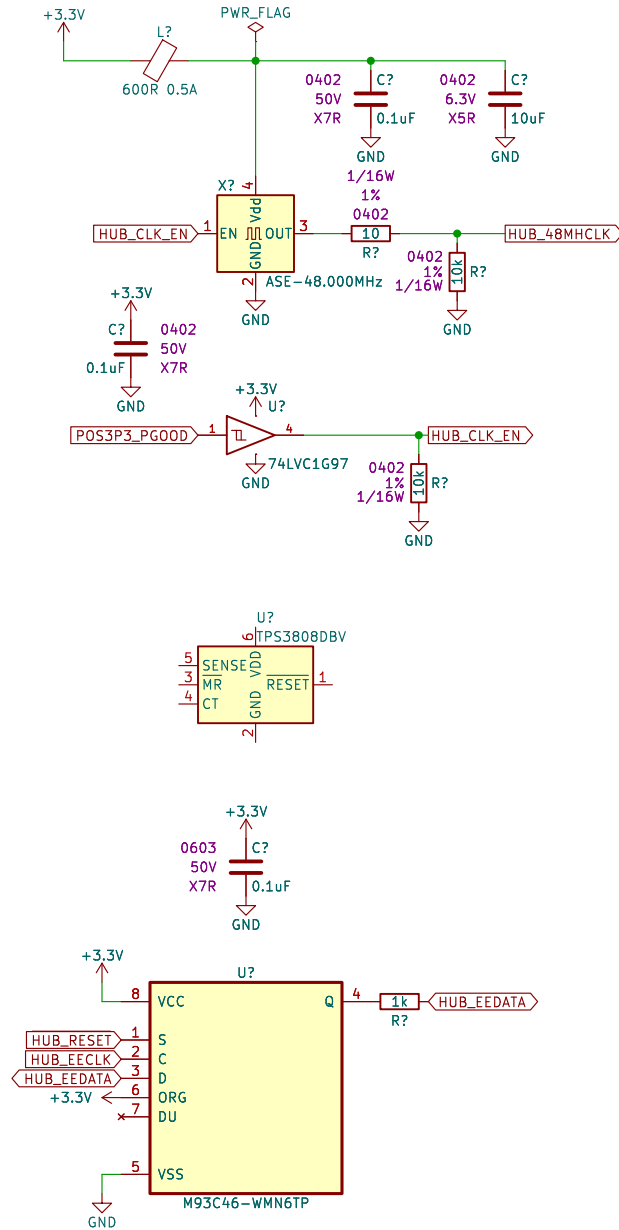 +3.3V
PWR_FLAG
L?
600R 0.5A
0402
50V
X7R
C?
0.1uF
GND
0402
6.3V
X5R
C?
10uF
GND
1/16W
1%
0402
X?
4
Vdd
HUB_CLK_EN
1
EN
OUT
3
10
R?
HUB_48MHCLK
GND
2
ASE-48.000MHz
GND
0402
1%
1/16W
10k
R?
GND
+3.3V
C?
0402
50V
X7R
0.1uF
GND
+3.3V
U?
POS3P3_PGOOD
1
4
HUB_CLK_EN
74LVC1G97
GND
0402
1%
1/16W
10k
R?
GND
U?
TPS3808DBV
6
VDD
5
SENSE
3
MR
4
CT
RESET
1
GND
2
+3.3V
0603
50V
X7R
C?
0.1uF
GND
+3.3V
U?
8
VCC
Q
4
1k
R?
HUB_EEDATA
HUB_RESET
1
S
HUB_EECLK
2
C
HUB_EEDATA
3
D
+3.3V
6
ORG
7
DU
5
VSS
GND
M93C46-WMN6TP